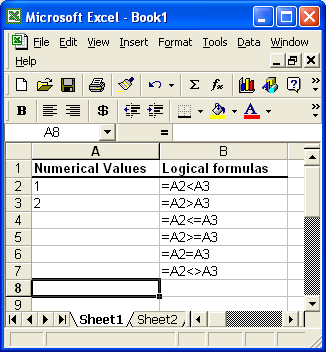 Microsoft Excel - Book1
File Edit View Insert Format Tools Data Window
Help
B $ A
A8 =
A B
1 Numerical Values Logical formulas
2 1 =A2<A3
3 2 =A2>A3
4 =A2<=A3
5 =A2>=A3
6 =A2=A3
7 =A2<>A3
8
9
Sheet1 Sheet2